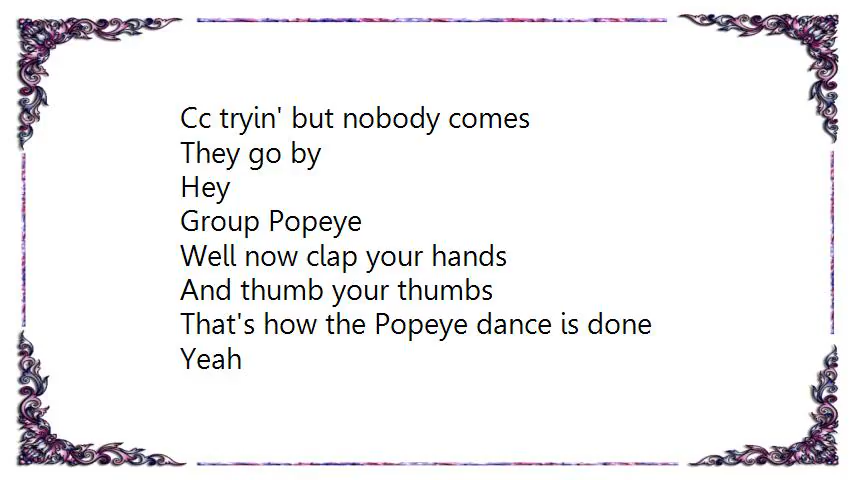 Cc tryin' but nobody comes
They go by
Hey
Group Popeye
Well now clap your hands
And thumb your thumbs
That's how the Popeye dance is done
Yeah